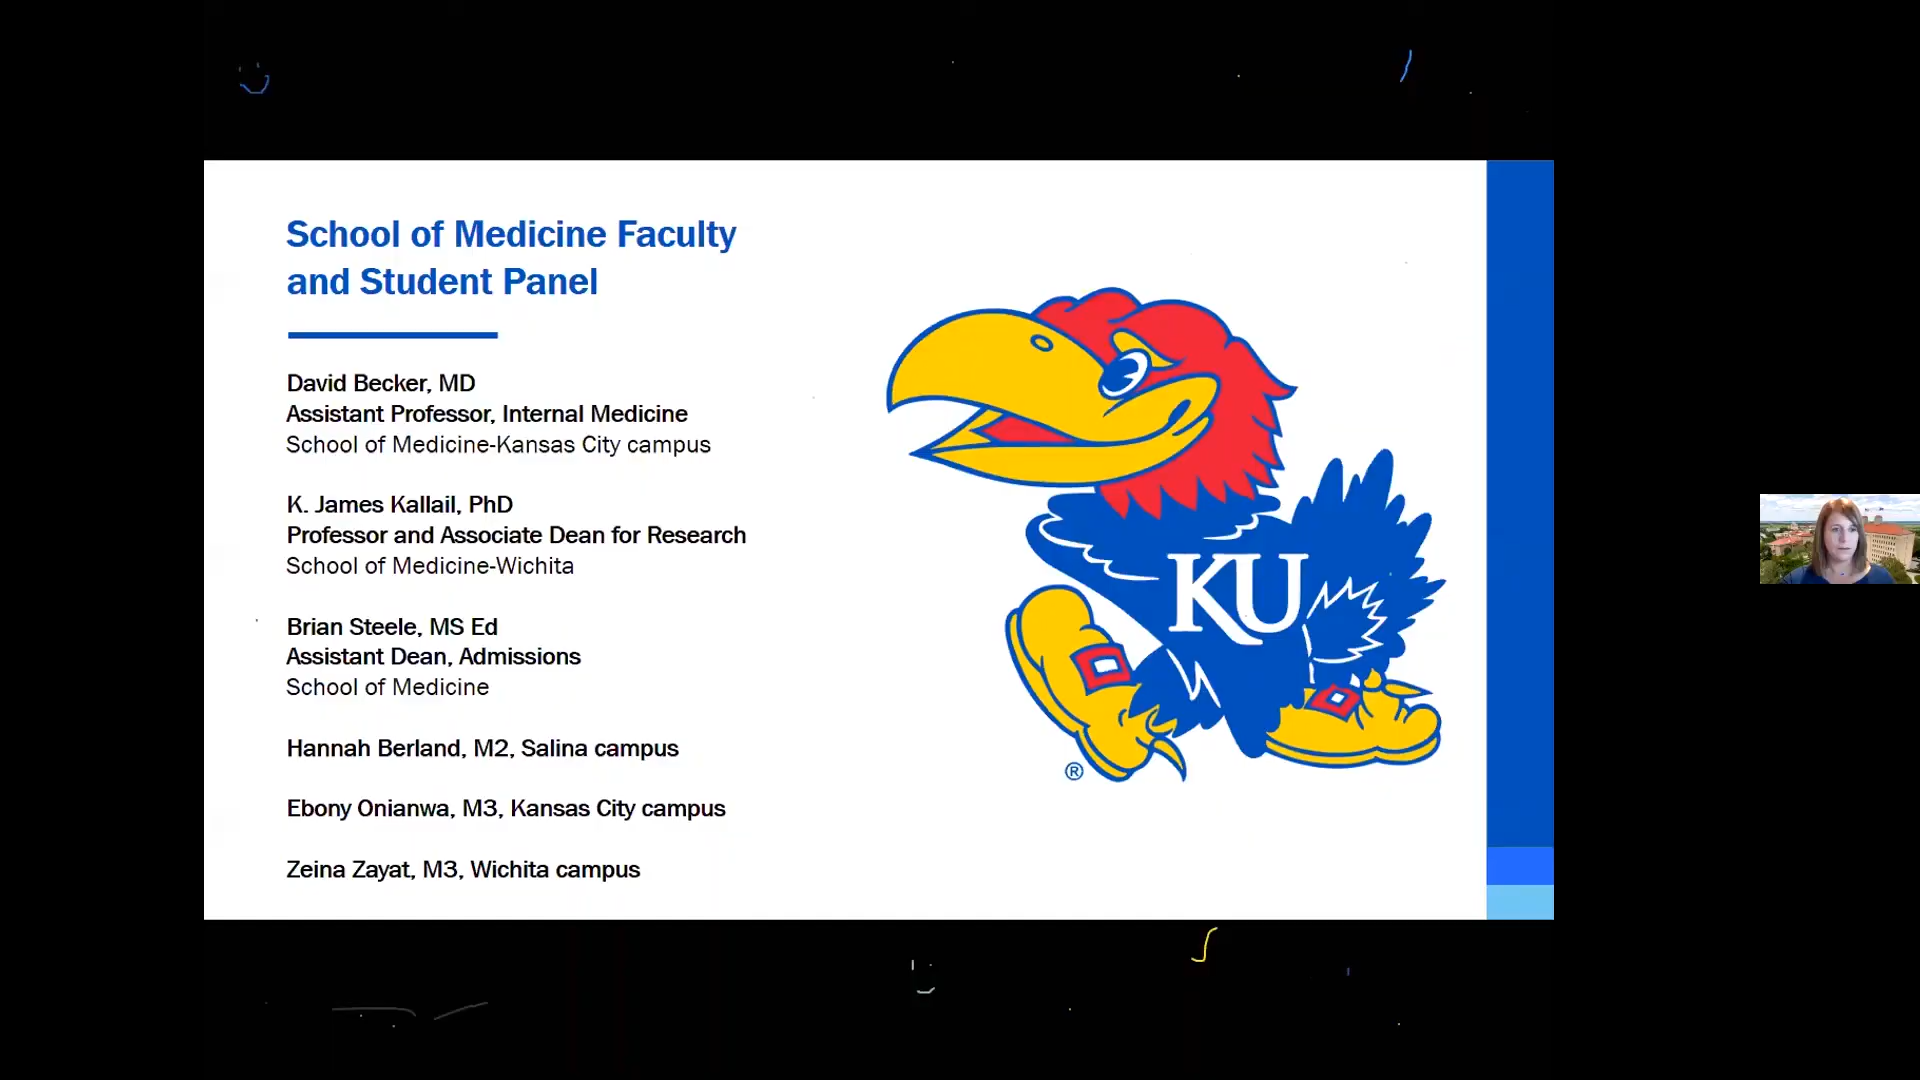 School of Medicine Faculty
and Student Panel
David Becker, MD
Assistant Professor, Internal Medicine
School of Medicine-Kansas City campus
K. James Kallail, PhD
Professor and Associate Dean for Research
School of Medicine-Wichita
Brian Steele, MS Ed
Assistant Dean, Admissions
School of Medicine
Hannah Berland, M2, Salina campus
Ebony Onianwa, M3, Kansas City campus
Zeina Zayat, M3, Wichita campus
KU
®